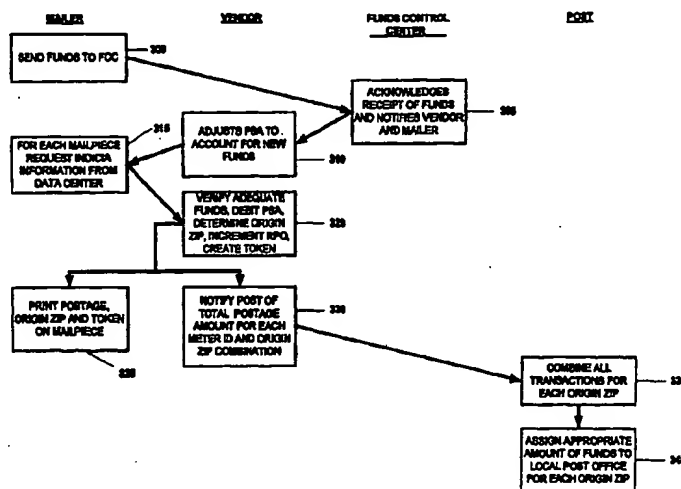 MAILER
VENDOR
FUNDS CONTROL
CENTER
POST
SEND FUNDS TO FCC
300
ACKNOWLEDGES
RECEIPT OF FUNDS
AND NOTIFIES VENDOR
AND MAILER
305
ADJUSTS PSA TO
ACCOUNT FOR NEW
FUNDS
310
315
FOR EACH MAILPIECE
REQUEST INDICIA
INFORMATION FROM
DATA CENTER
VERIFY ADEQUATE
FUNDS, DEBIT PSA,
DETERMINE ORIGIN
ZIP, INCREMENT RPO,
CREATE TOKEN
PRINT POSTAGE,
ORIGIN ZIP AND TOKEN
ON MAILPIECE
NOTIFY POST OF
TOTAL POSTAGE
AMOUNT FOR EACH
METER ID AND ORIGIN
ZIP COMBINATION
COMBINE ALL
TRANSACTIONS FOR
EACH ORIGIN ZIP
ASSIGN APPROPRIATE
AMOUNT OF FUNDS TO
LOCAL POST OFFICE
FOR EACH ORIGIN ZIP